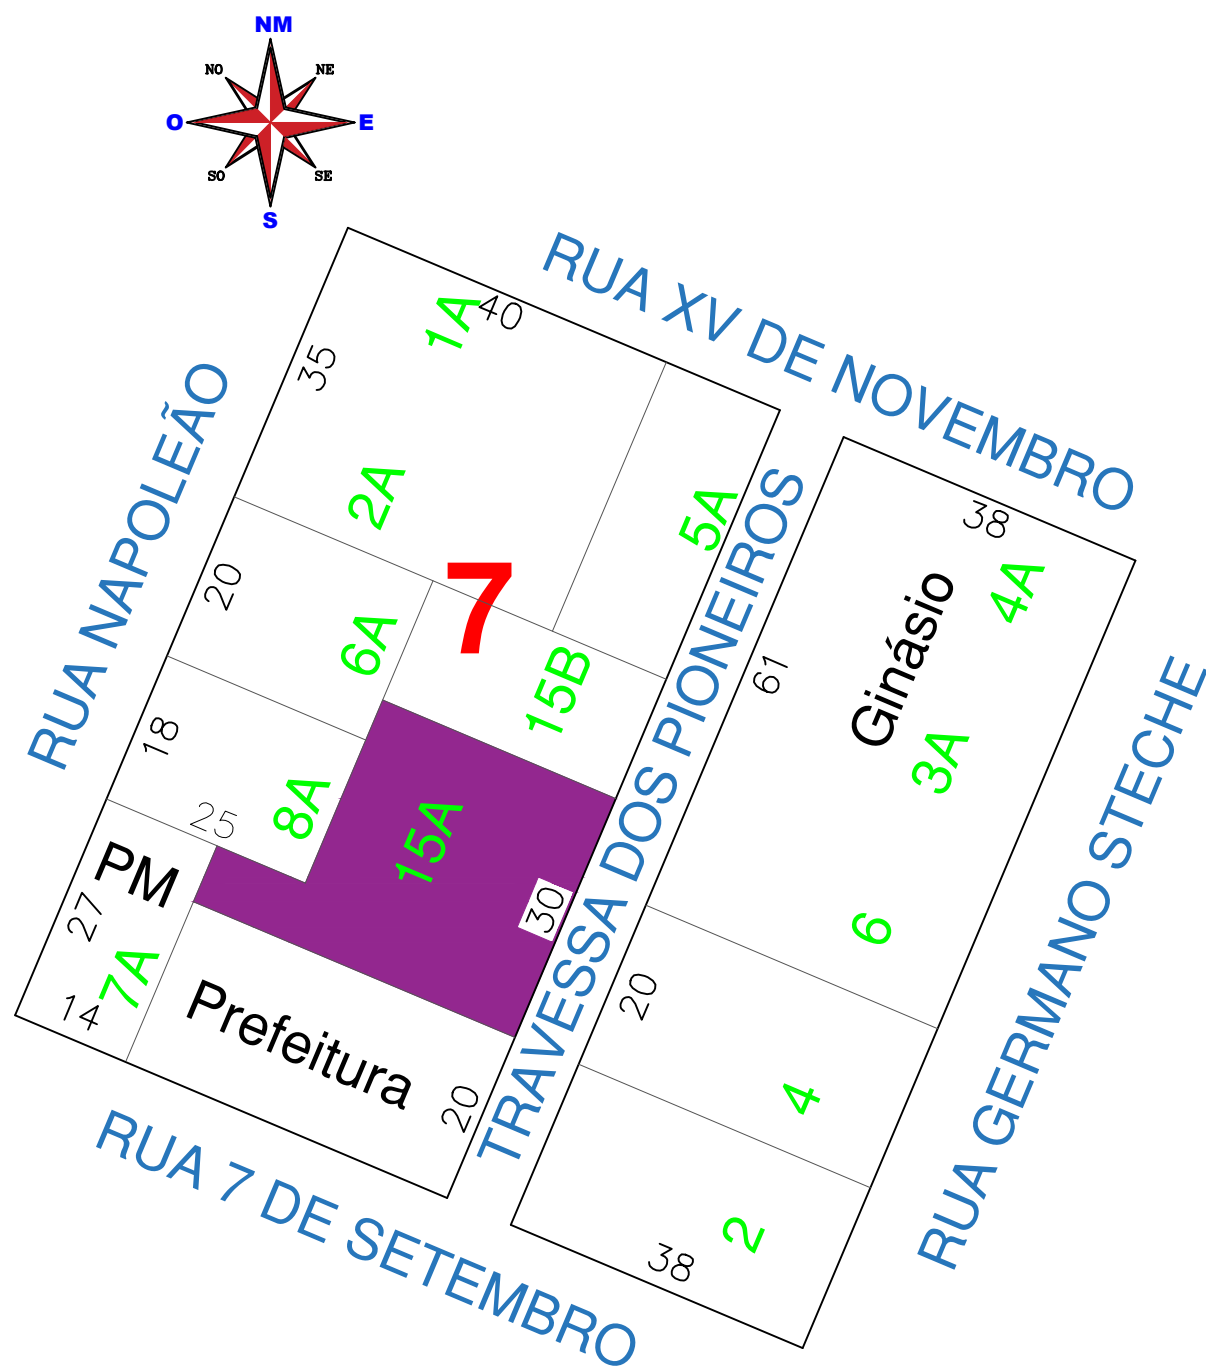 NM
NO
NE
O
E
SO
SE
S
RUA XV DE NOVEMBRO
RUA NAPOLEÃO
TRAVESSA DOS PIONEIROS
RUA GERMANO STECHE
RUA 7 DE SETEMBRO
1A
40
35
2A
5A
7
20
6A
15B
18
25
8A
15A
30
PM
27
7A
14
Prefeitura
20
38
4A
Ginásio
61
3A
6
20
4
2
38